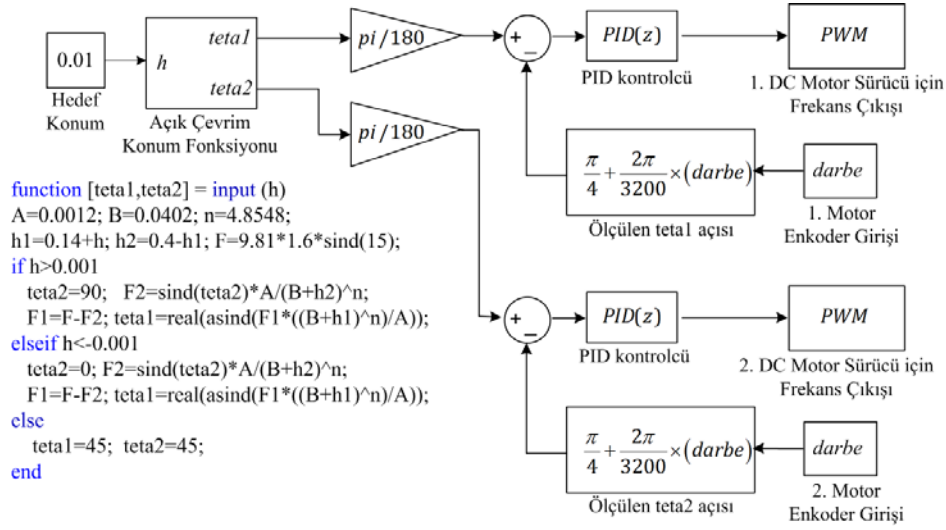 0.01
Hedef
Konum
h
teta1
teta2
Açık Çevrim
Konum Fonksiyonu
pi/180
pi/180
+
−
PID(z)
PID kontrolcü
PWM
1. DC Motor Sürücü için
Frekans Çıkışı
π/4 + 2π/3200 ×(darbe)
Ölçülen teta1 açısı
darbe
1. Motor
Enkoder Girişi
function [teta1,teta2] = input (h)
A=0.0012; B=0.0402; n=4.8548;
h1=0.14+h; h2=0.4-h1; F=9.81*1.6*sind(15);
if h>0.001
teta2=90; F2=sind(teta2)*A/(B+h2)^n;
F1=F-F2; teta1=real(asind(F1*((B+h1)^n)/A));
elseif h<-0.001
teta2=0; F2=sind(teta2)*A/(B+h2)^n;
F1=F-F2; teta1=real(asind(F1*((B+h1)^n)/A));
else
teta1=45; teta2=45;
end
+
−
PID(z)
PID kontrolcü
PWM
2. DC Motor Sürücü için
Frekans Çıkışı
π/4 + 2π/3200 ×(darbe)
Ölçülen teta2 açısı
darbe
2. Motor
Enkoder Girişi